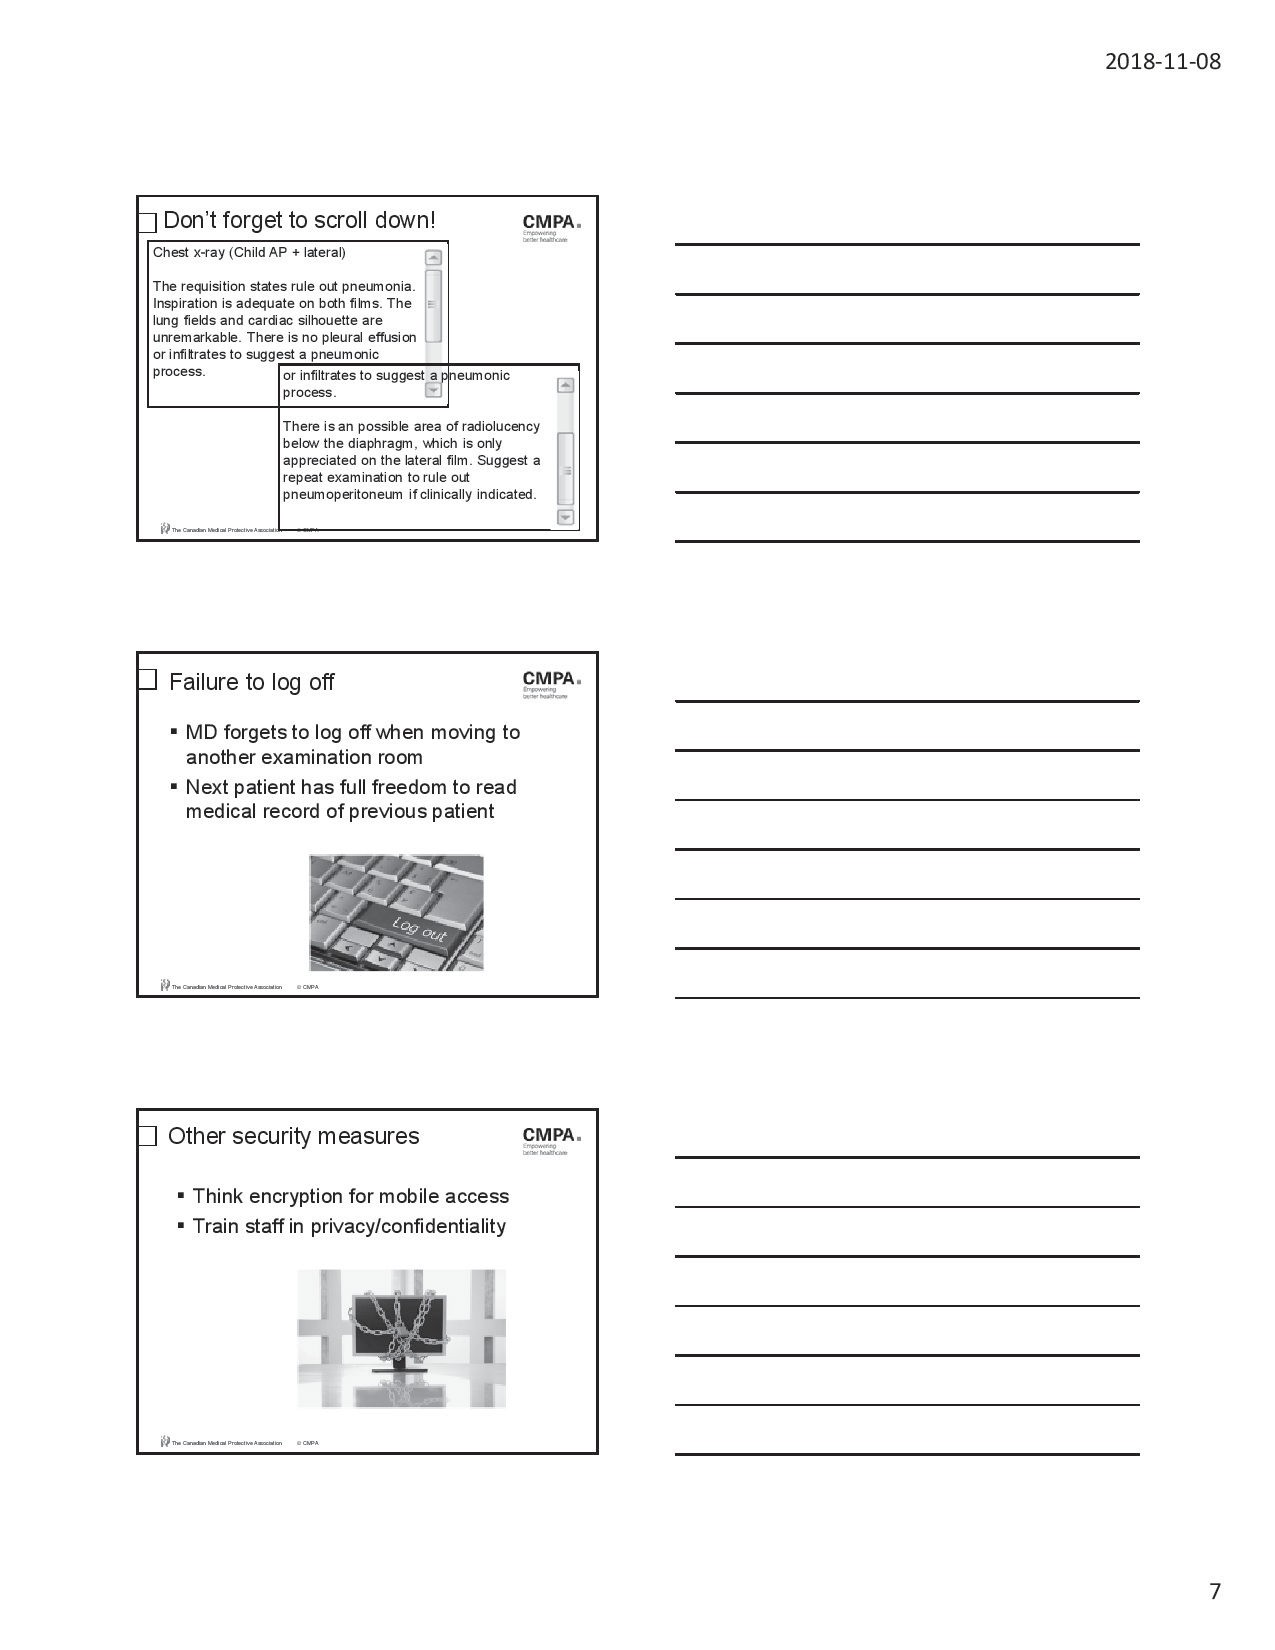 2018-11-08
Don't forget to scroll down!
CMPA
Empowering
better healthcare
Chest x-ray (Child AP + lateral)
The requisition states rule out pneumonia.
Inspiration is adequate on both films. The
lung fields and cardiac silhouette are
unremarkable. There is no pleural effusion
or infiltrates to suggest a pneumonic
process.
or infiltrates to suggest a pneumonic
process.
There is an possible area of radiolucency
below the diaphragm, which is only
appreciated on the lateral film. Suggest a
repeat examination to rule out
pneumoperitoneum if clinically indicated.
The Canadian Medical Protective Association © CMPA
Failure to log off
CMPA
Empowering
better healthcare
▪ MD forgets to log off when moving to
another examination room
▪ Next patient has full freedom to read
medical record of previous patient
Log out
The Canadian Medical Protective Association © CMPA
Other security measures
CMPA
Empowering
better healthcare
▪ Think encryption for mobile access
▪ Train staff in privacy/confidentiality
The Canadian Medical Protective Association © CMPA
7